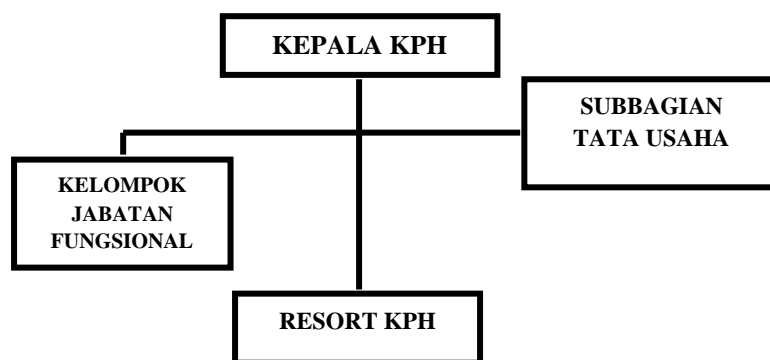 KEPALA KPH
SUBBAGIAN
TATA USAHA
KELOMPOK
JABATAN
FUNGSIONAL
RESORT KPH